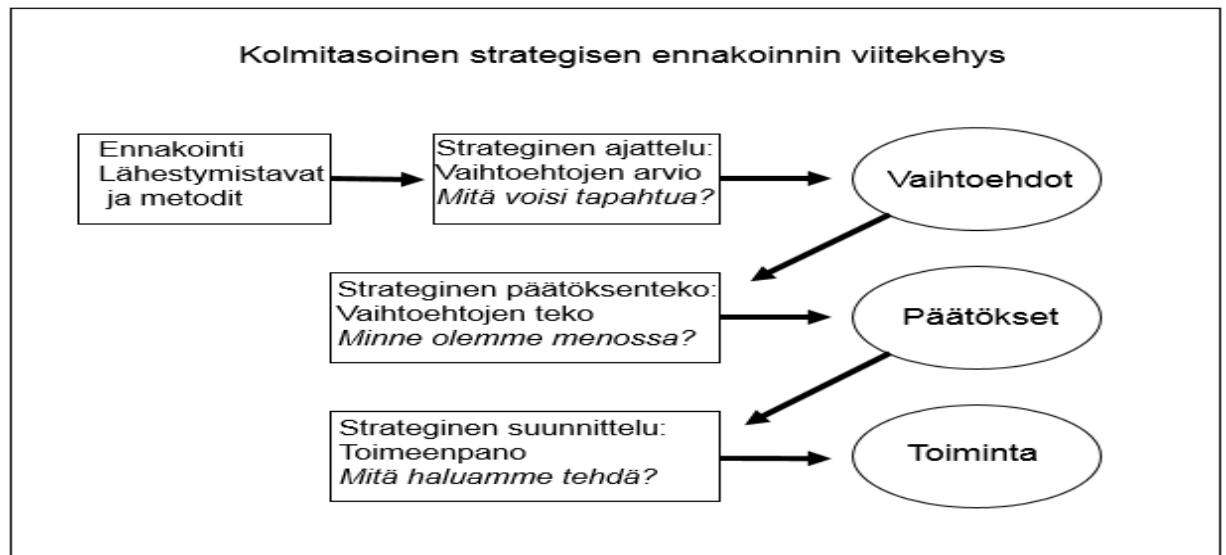 Kolmitasoinen strategisen ennakoinnin viitekehys
Ennakointi
Lähestymistavat
ja metodit
Strateginen ajattelu:
Vaihtoehtojen arvio
Mitä voisi tapahtua?
Vaihtoehdot
Strateginen päätöksenteko:
Vaihtoehtojen teko
Minne olemme menossa?
Päätökset
Strateginen suunnittelu:
Toimeenpano
Mitä haluamme tehdä?
Toiminta